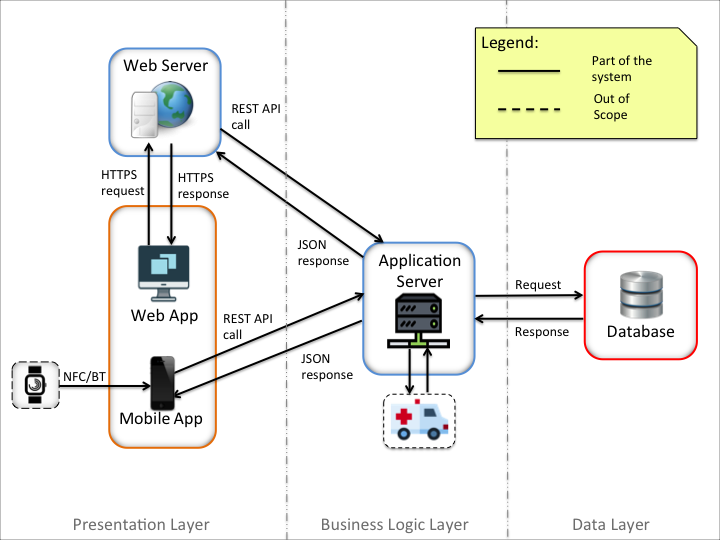 Legend:
Part of the
system
Out of
Scope
Web Server
REST API
call
HTTPS
request
HTTPS
response
JSON
response
Application
Server
Web App
REST API
call
Request
Response
Database
JSON
response
NFC/BT
Mobile App
Presentation Layer
Business Logic Layer
Data Layer